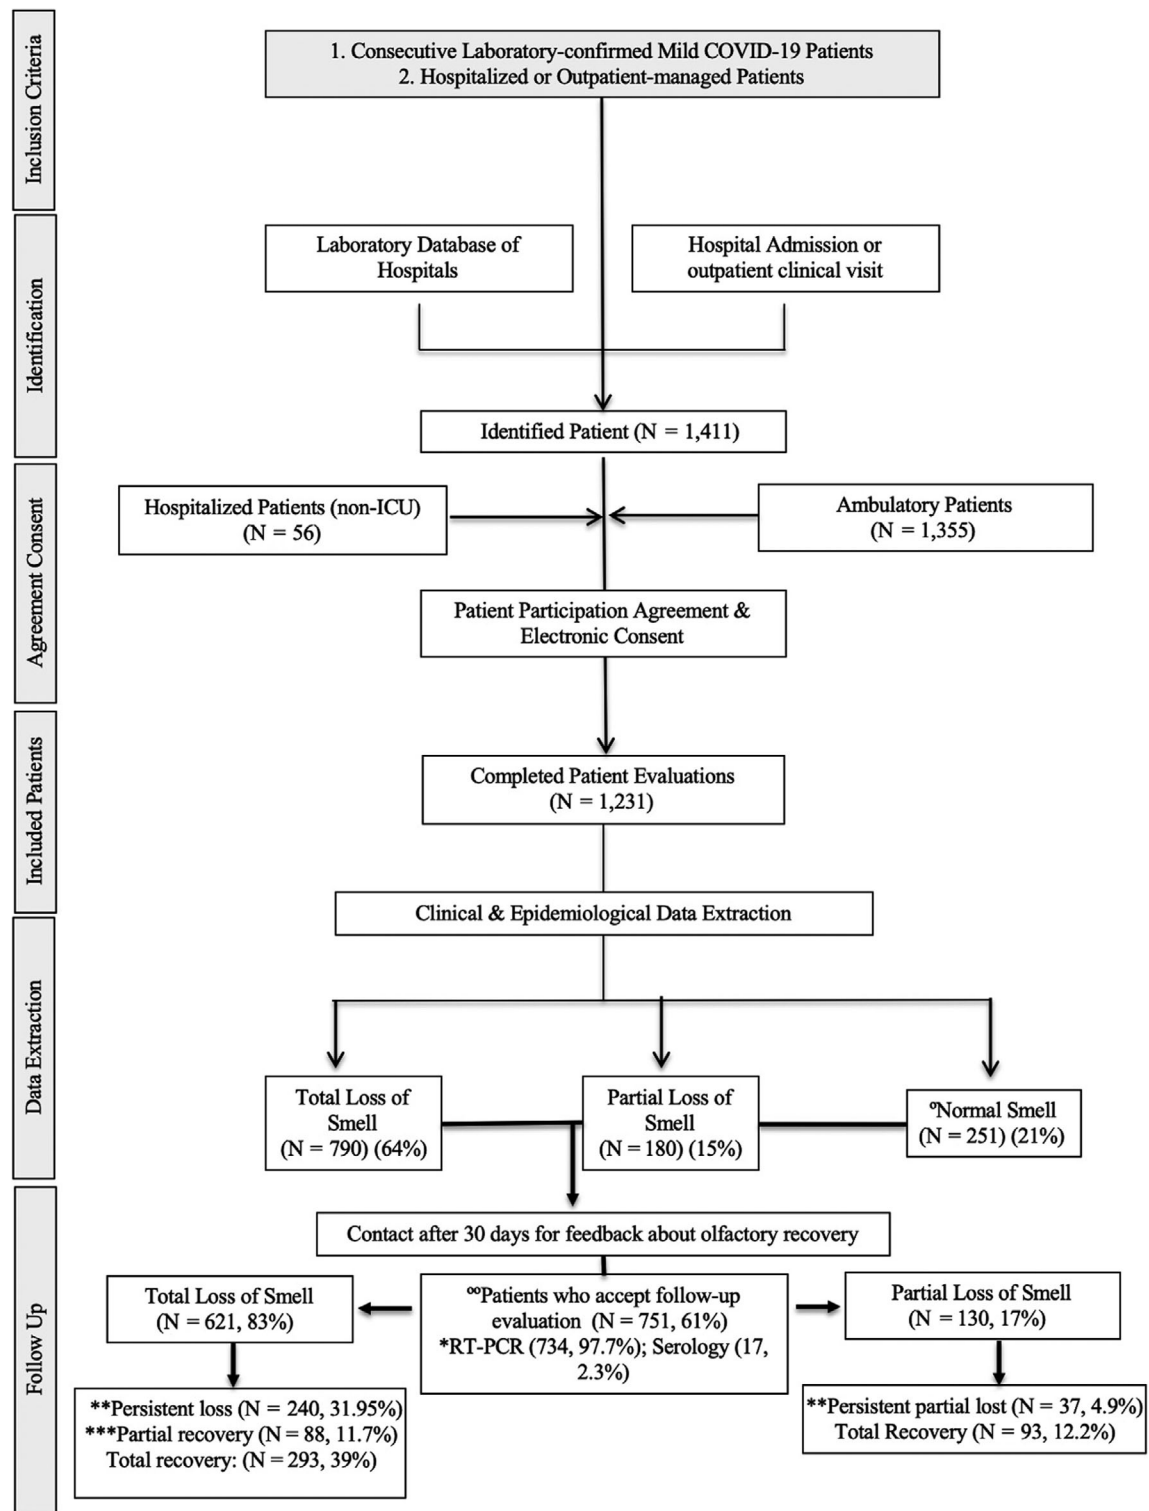 Inclusion Criteria
1. Consecutive Laboratory-confirmed Mild COVID-19 Patients
2. Hospitalized or Outpatient-managed Patients
Identification
Laboratory Database of
Hospitals
Hospital Admission or
outpatient clinical visit
Identified Patient (N = 1,411)
Agreement Consent
Hospitalized Patients (non-ICU)
(N = 56)
Ambulatory Patients
(N = 1,355)
Patient Participation Agreement &
Electronic Consent
Included Patients
Completed Patient Evaluations
(N = 1,231)
Clinical & Epidemiological Data Extraction
Data Extraction
Total Loss of
Smell
(N = 790) (64%)
Partial Loss of
Smell
(N = 180) (15%)
ºNormal Smell
(N = 251) (21%)
Follow Up
Contact after 30 days for feedback about olfactory recovery
Total Loss of Smell
(N = 621, 83%)
ººPatients who accept follow-up
evaluation (N = 751, 61%)
*RT-PCR (734, 97.7%); Serology (17,
2.3%)
Partial Loss of Smell
(N = 130, 17%)
**Persistent loss (N = 240, 31.95%)
***Partial recovery (N = 88, 11.7%)
Total recovery: (N = 293, 39%)
**Persistent partial lost (N = 37, 4.9%)
Total Recovery (N = 93, 12.2%)